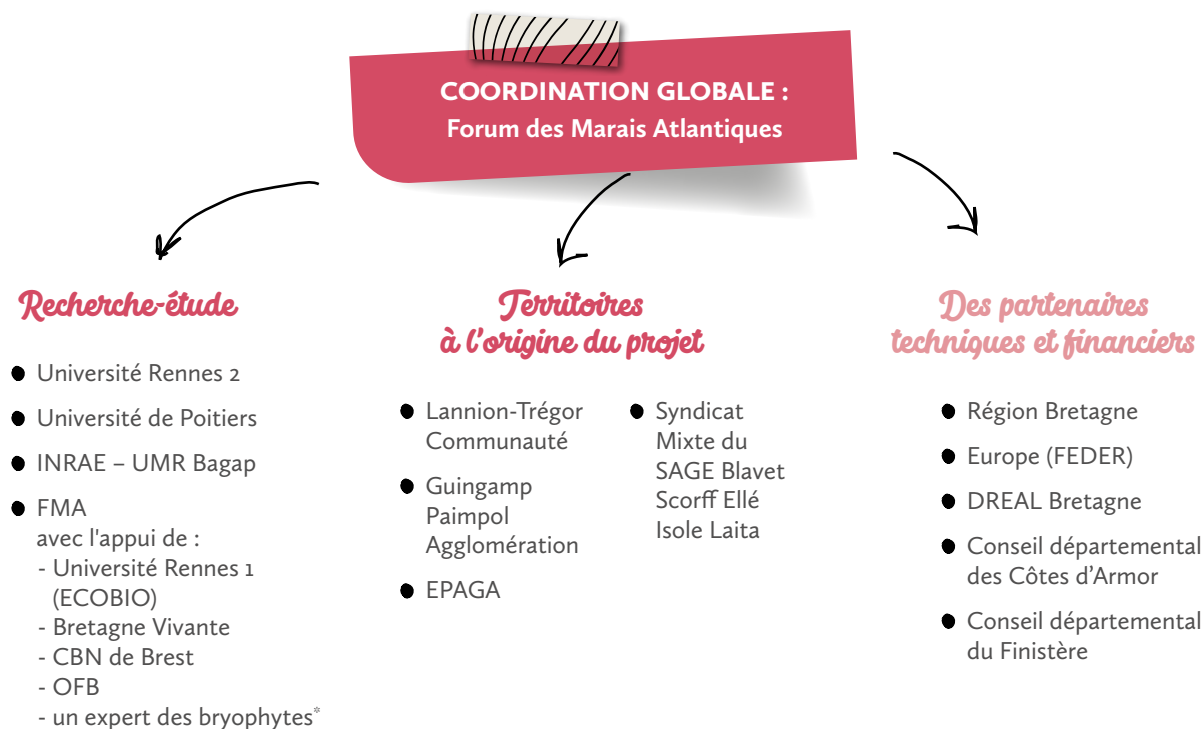 COORDINATION GLOBALE :
Forum des Marais Atlantiques
Recherche-étude
● Université Rennes 2
● Université de Poitiers
● INRAE – UMR Bagap
● FMA
avec l'appui de :
- Université Rennes 1
(ECOBIO)
- Bretagne Vivante
- CBN de Brest
- OFB
- un expert des bryophytes*
Territoires
à l'origine du projet
● Lannion-Trégor
Communauté
● Guingamp
Paimpol
Agglomération
● EPAGA
● Syndicat
Mixte du
SAGE Blavet
Scorff Ellé
Isole Laita
Des partenaires
techniques et financiers
● Région Bretagne
● Europe (FEDER)
● DREAL Bretagne
● Conseil départemental
des Côtes d’Armor
● Conseil départemental
du Finistère